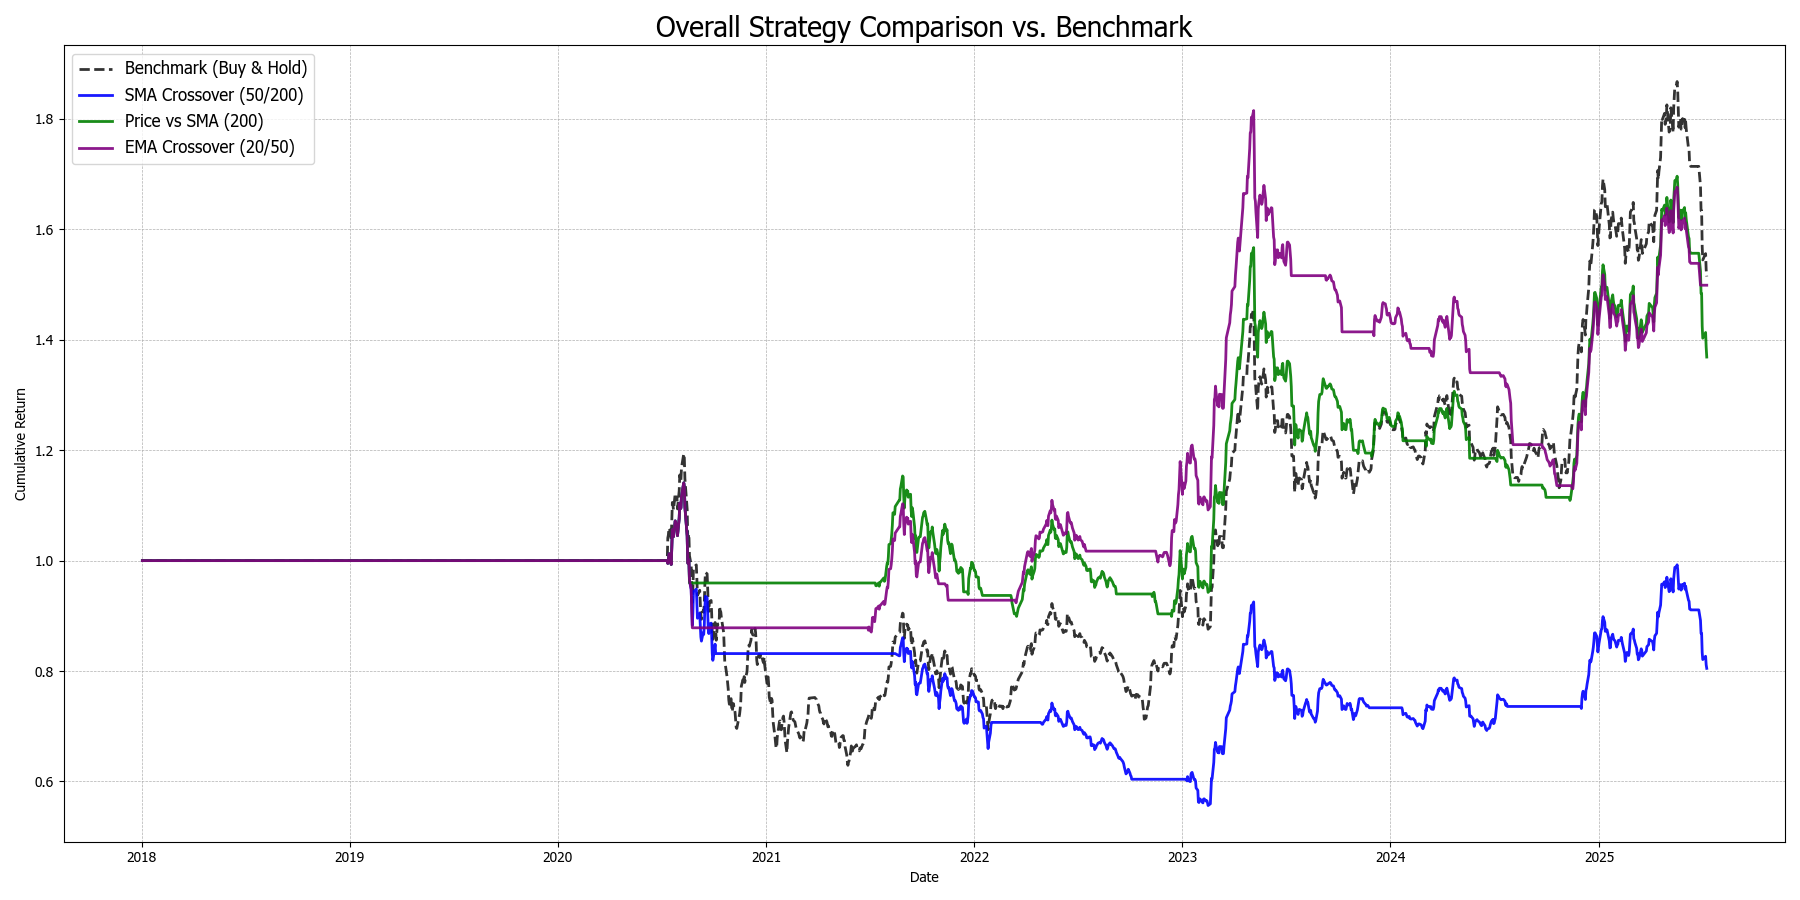 Overall Strategy Comparison vs. Benchmark
Benchmark (Buy & Hold)
SMA Crossover (50/200)
Price vs SMA (200)
EMA Crossover (20/50)
Cumulative Return
1.8
1.6
1.4
1.2
1.0
0.8
0.6
2018 2019 2020 2021 2022 2023 2024 2025
Date